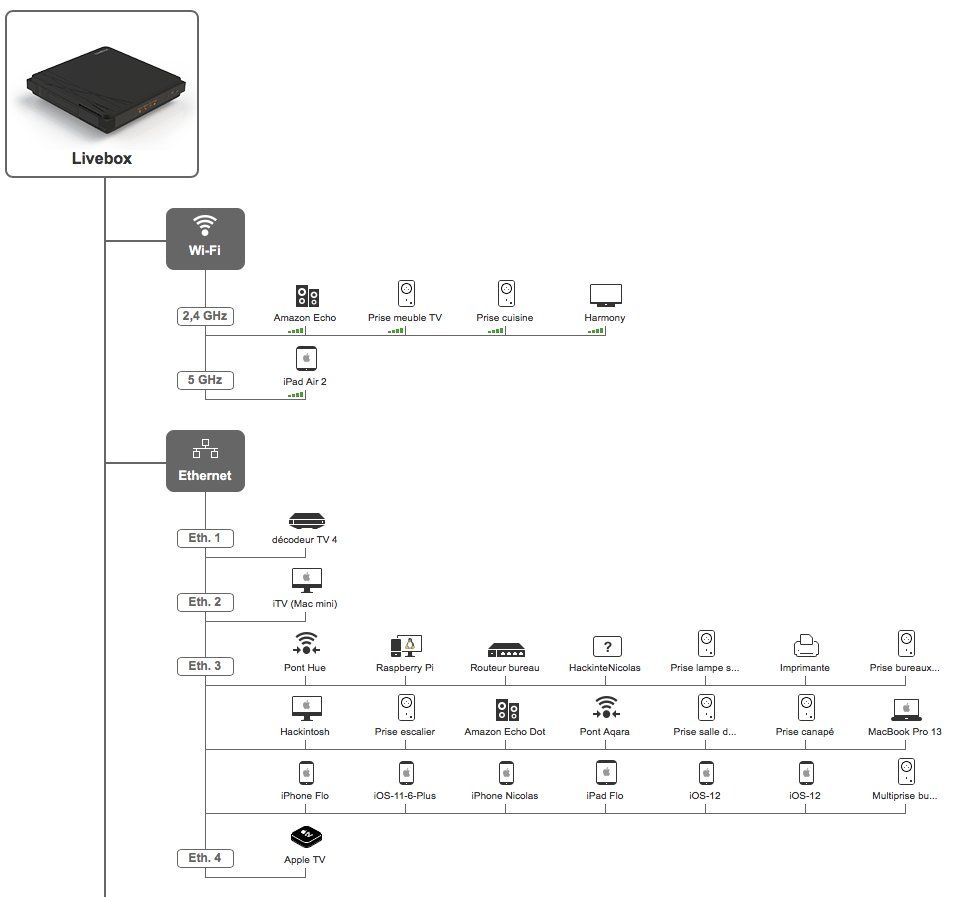 Livebox
Wi-Fi
2,4 GHz
Amazon Echo
Prise meuble TV
Prise cuisine
Harmony
5 GHz
iPad Air 2
Ethernet
Eth. 1
décodeur TV 4
Eth. 2
iTV (Mac mini)
Eth. 3
Pont Hue
Raspberry Pi
Routeur bureau
?
HackinteNicolas
Prise lampe s...
Imprimante
Prise bureaux...
Hackintosh
Prise escalier
Amazon Echo Dot
Pont Aqara
Prise salle d...
Prise canapé
MacBook Pro 13
iPhone Flo
iOS-11-6-Plus
iPhone Nicolas
iPad Flo
iOS-12
iOS-12
Multiprise bu...
Eth. 4
tv
Apple TV